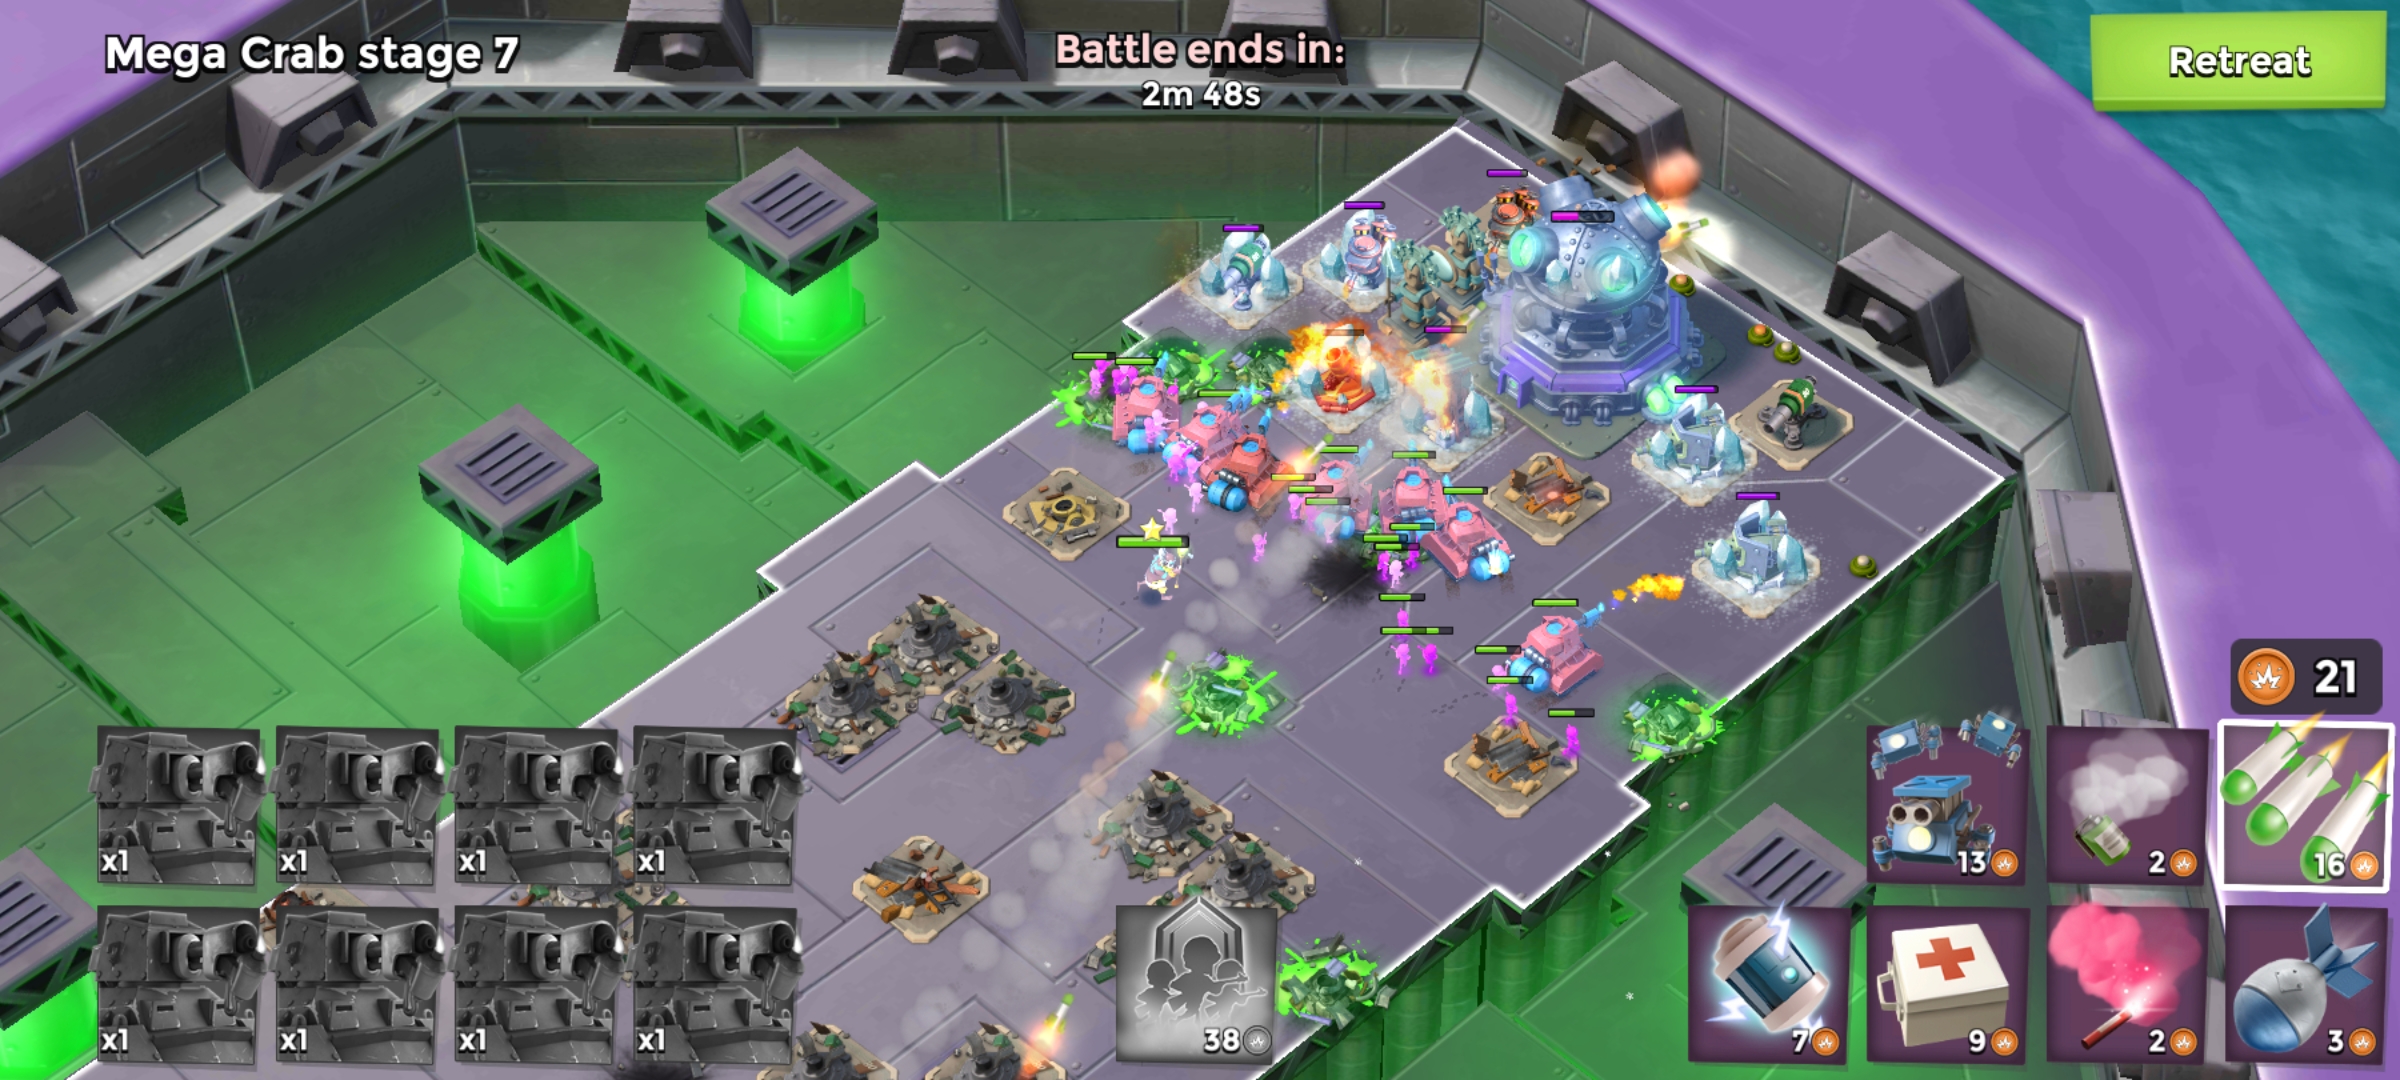 Mega Crab stage 7
Battle ends in:
2m 48s
Retreat
21
13
2
16
x1
x1
x1
x1
x1
x1
x1
x1
38
7
9
2
3